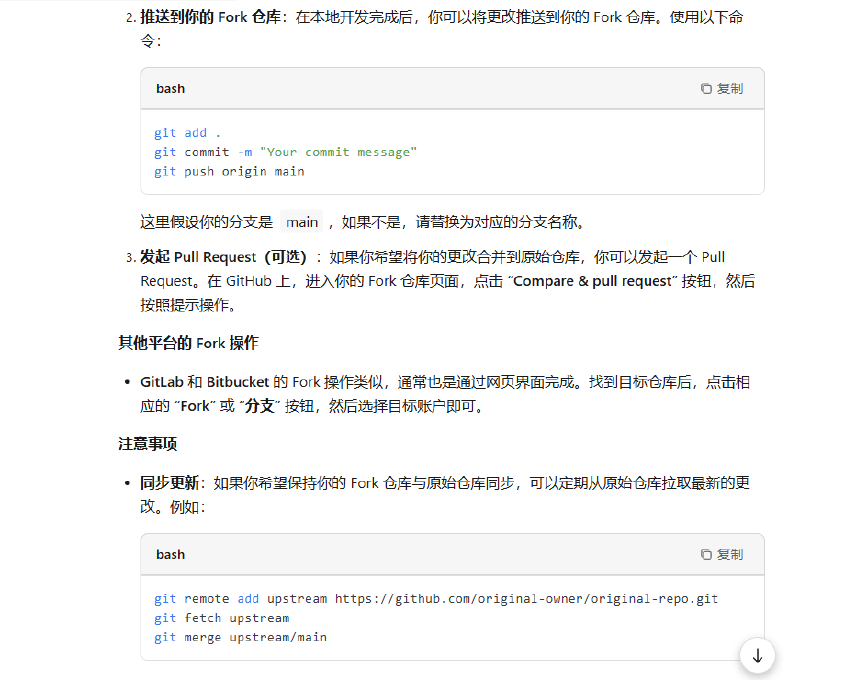 2. 推送到你的 Fork 仓库：在本地开发完成后，你可以将更改推送到你的 Fork 仓库。使用以下命
令：
bash
复制
git add .
git commit -m "Your commit message"
git push origin main
这里假设你的分支是 main ，如果不是，请替换为对应的分支名称。
3. 发起 Pull Request（可选）：如果你希望将你的更改合并到原始仓库，你可以发起一个 Pull
Request。在 GitHub 上，进入你的 Fork 仓库页面，点击 “Compare & pull request” 按钮，然后
按照提示操作。
其他平台的 Fork 操作
• GitLab 和 Bitbucket 的 Fork 操作类似，通常也是通过网页界面完成。找到目标仓库后，点击相
应的 “Fork” 或 “分支” 按钮，然后选择目标账户即可。
注意事项
• 同步更新：如果你希望保持你的 Fork 仓库与原始仓库同步，可以定期从原始仓库拉取最新的更
改。例如：
bash
复制
git remote add upstream https://github.com/original-owner/original-repo.git
git fetch upstream
git merge upstream/main